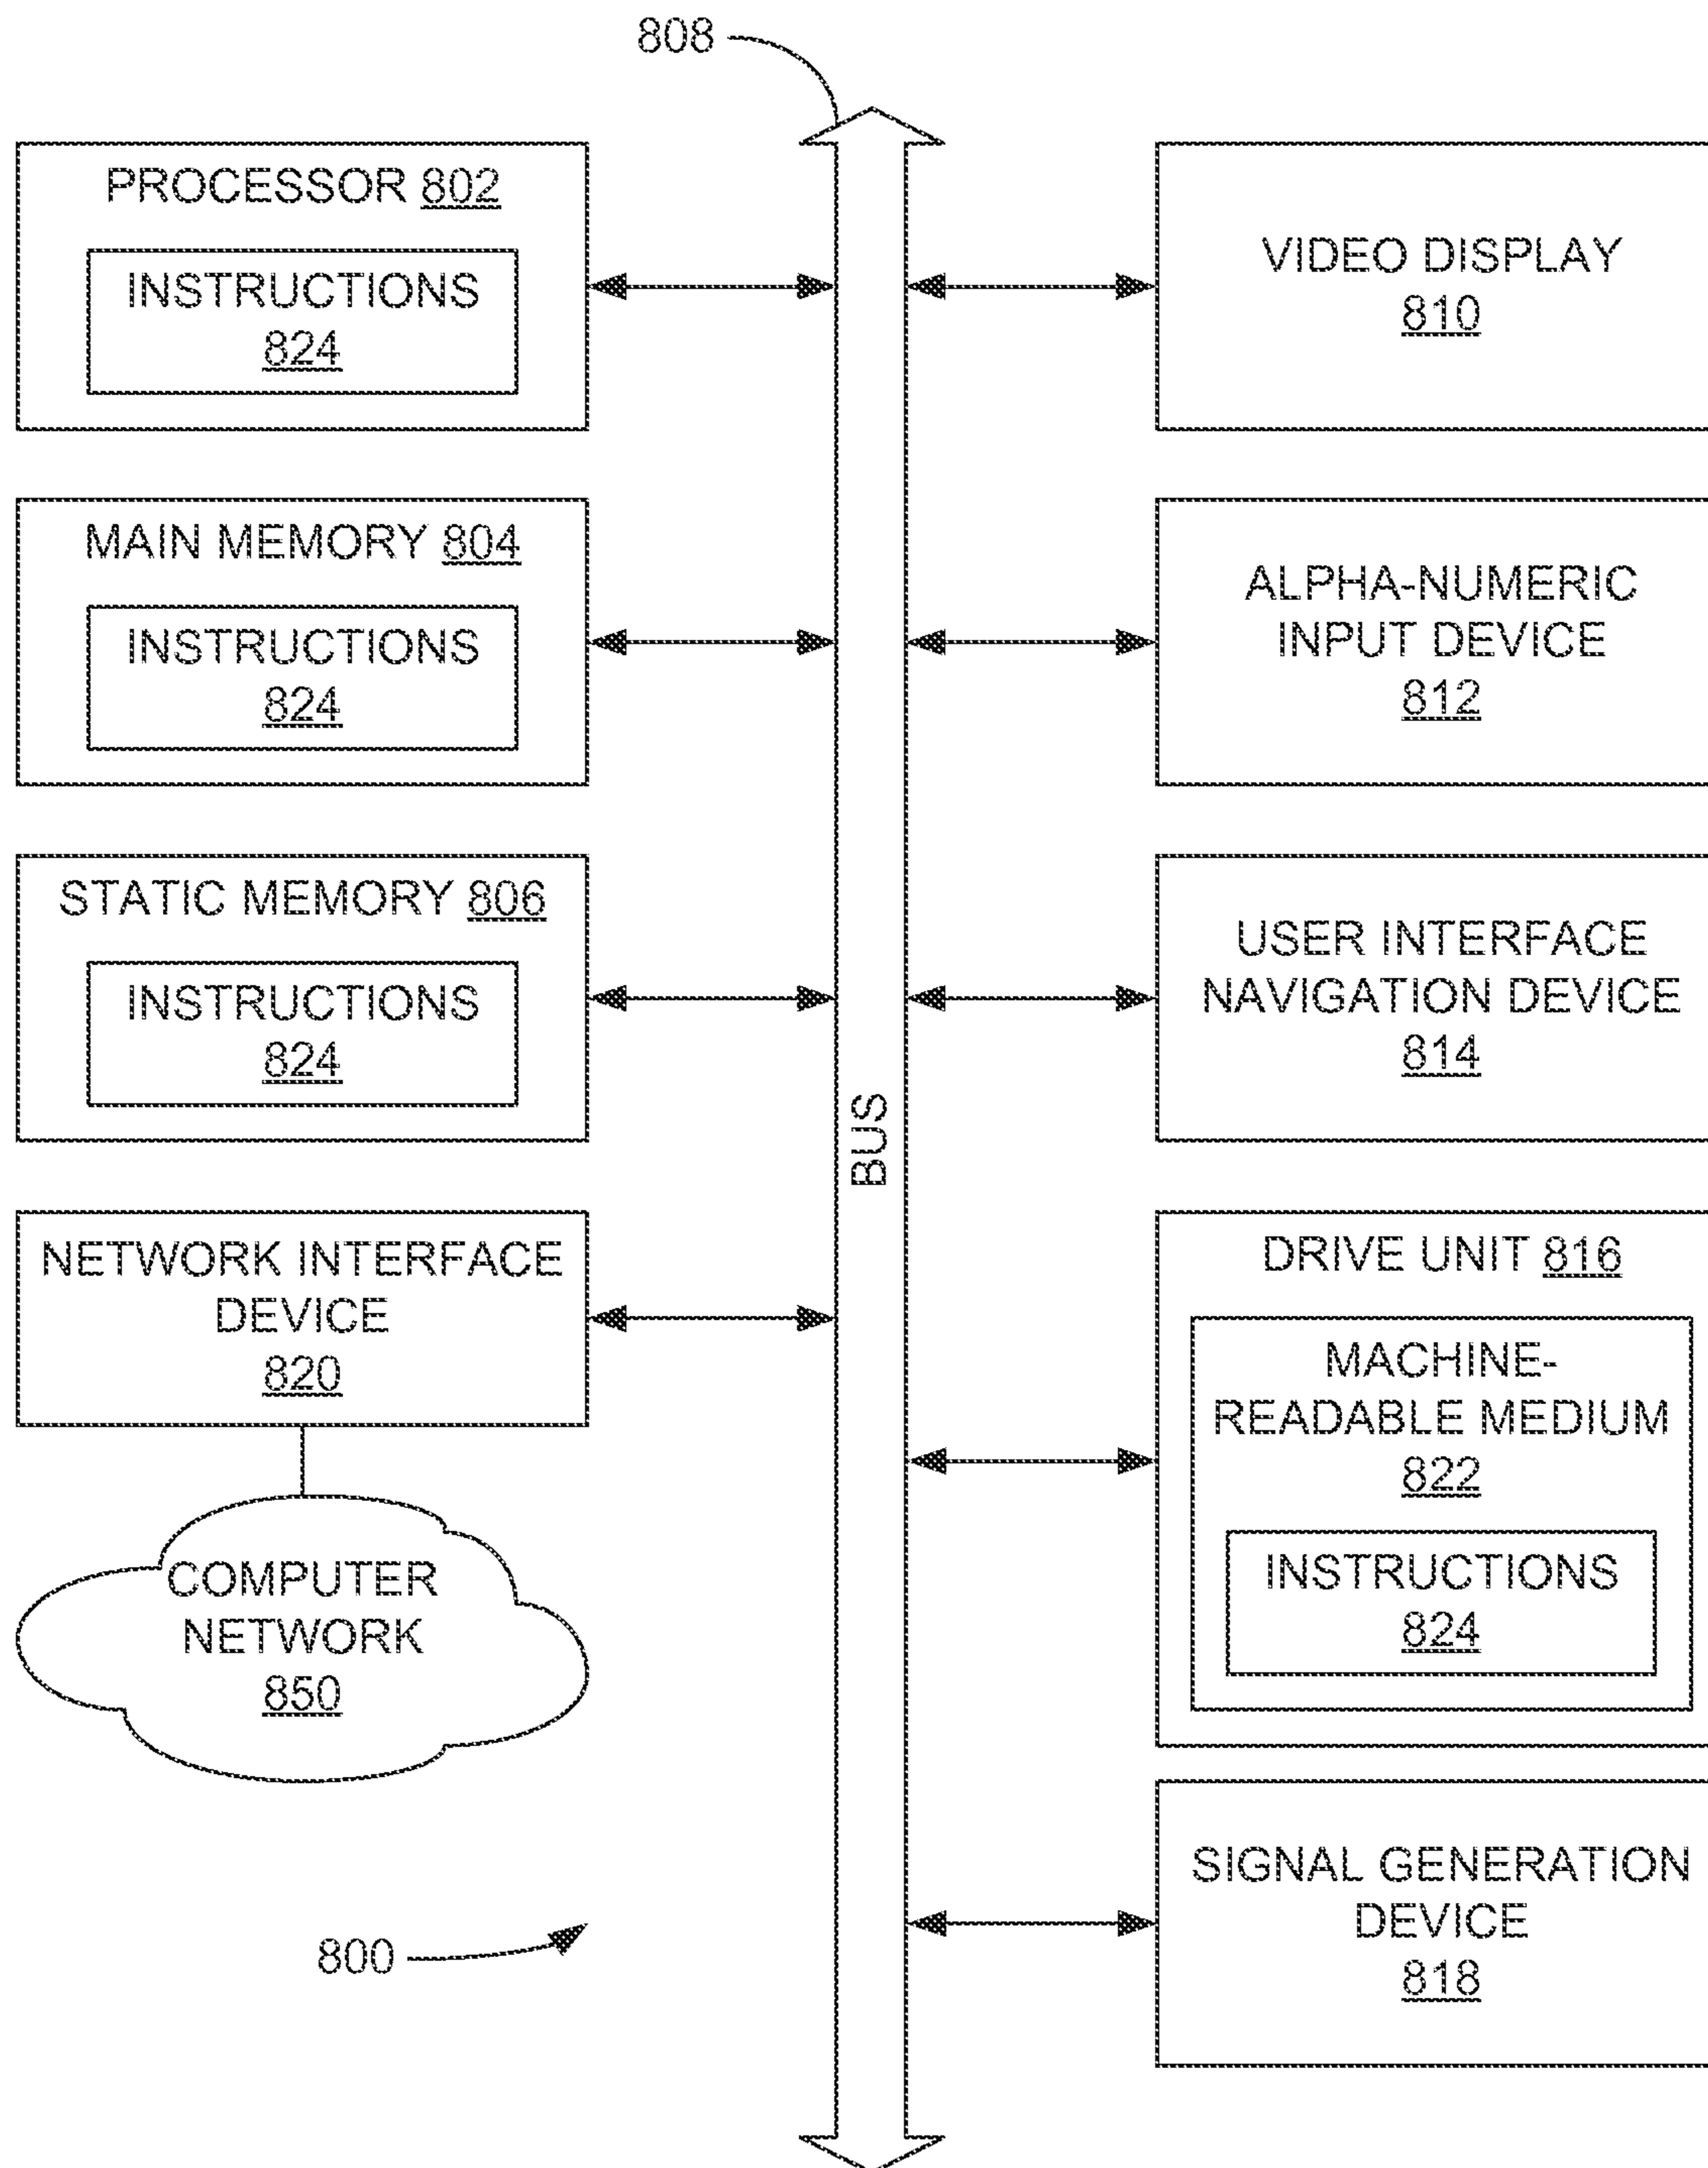 808
PROCESSOR 802
INSTRUCTIONS
824
MAIN MEMORY 804
INSTRUCTIONS
824
STATIC MEMORY 806
INSTRUCTIONS
824
NETWORK INTERFACE
DEVICE
820
COMPUTER
NETWORK
850
800
BUS
VIDEO DISPLAY
810
ALPHA-NUMERIC
INPUT DEVICE
812
USER INTERFACE
NAVIGATION DEVICE
814
DRIVE UNIT 816
MACHINE-
READABLE MEDIUM
822
INSTRUCTIONS
824
SIGNAL GENERATION
DEVICE
818